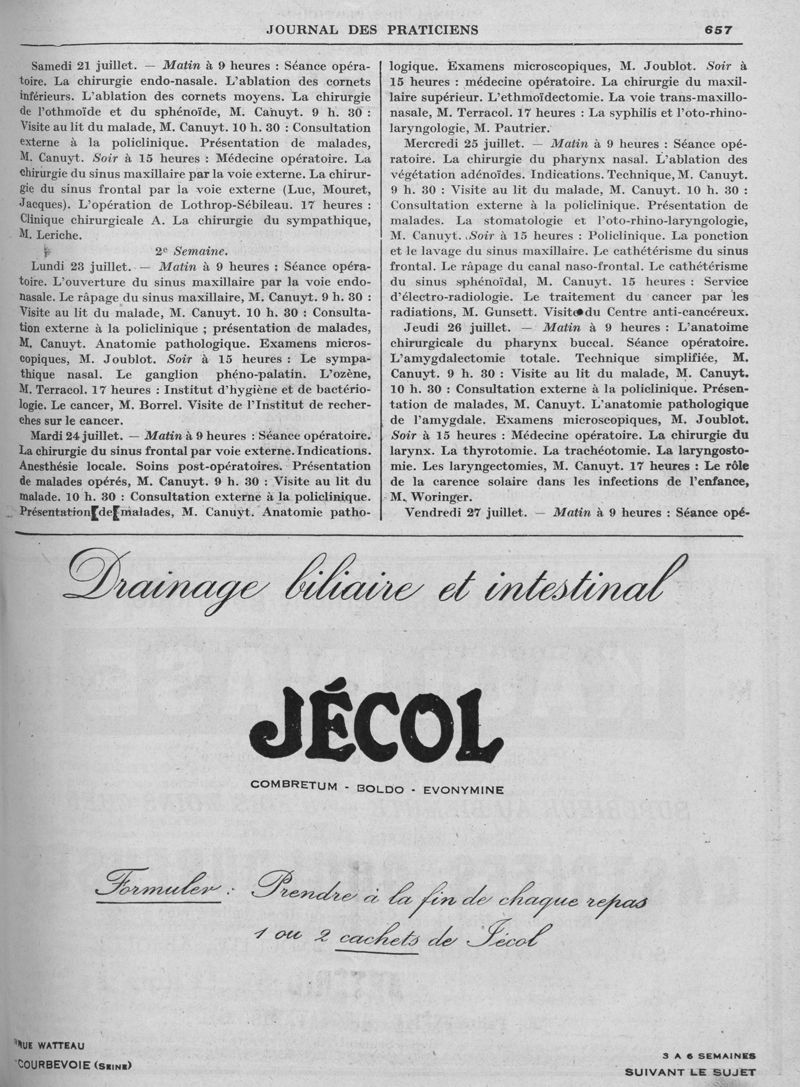 JOURNAL DES PRATICIENS 657
Samedi 21 juillet. — Matin à 9 heures : Séance opéra-
toire. La chirurgie endo-nasale. L'ablation des cornets
inférieurs. L'ablation des cornets moyens. La chirurgie
de l'othmoïde et du sphénoïde, M. Canuyt. 9 h. 30 :
Visite au lit du malade, M. Canuyt. 10 h. 30 : Consultation
externe à la policlinique. Présentation de malades,
M. Canuyt. Soir à 15 heures : Médecine opératoire. La
chirurgie du sinus maxillaire par la voie externe. La chirur-
gie du sinus frontal par la voie externe (Luc, Mouret,
Jacques). L'opération de Lothrop-Sébileau. 17 heures :
Clinique chirurgicale A. La chirurgie du sympathique,
M. Leriche.
2e Semaine.
Lundi 23 juillet. — Matin à 9 heures ; Séance opéra-
toire. L'ouverture du sinus maxillaire par la voie endo-
nasale. Le râpage du sinus maxillaire, M. Canuyt. 9 h. 30 :
Visite au lit du malade, M. Canuyt. 10 h. 30 : Consulta-
tion externe à la policlinique ; présentation de malades,
M. Canuyt. Anatomie pathologique. Examens micros-
copiques, M. Joublot. Soir à 15 heures : Le sympa-
thique nasal. Le ganglion phéno-palatin. L'ozène,
M. Terracol. 17 heures : Institut d'hygiène et de bactério-
logie. Le cancer, M. Borrel. Visite de l'Institut de recher-
ches sur le cancer.
Mardi 24 juillet. — Matin à 9 heures : Séance opératoire.
La chirurgie du sinus frontal par voie externe. Indications.
Anesthésie locale. Soins post-opératoires. Présentation
de malades opérés, M. Canuyt. 9 h. 30 : Visite au lit du
malade. 10 h. 30 : Consultation externe à la policlinique.
Présentation de malades, M. Canuyt. Anatomie patho-
logique. Examens microscopiques, M. Joublot. Soir à
15 heures : médecine opératoire. La chirurgie du maxil-
laire supérieur. L'ethmoïdectomie. La voie trans-maxillo-
nasale, M. Terracol. 17 heures : La syphilis et l'oto-rhino-
laryngologie, M. Pautrier.
Mercredi 25 juillet. — Matin à 9 heures : Séance opé-
ratoire. La chirurgie du pharynx nasal. L'ablation des
végétation adénoïdes. Indications. Technique, M. Canuyt.
9 h. 30 : Visite au lit du malade, M. Canuyt. 10 h. 30 :
Consultation externe à la policlinique. Présentation de
malades. La stomatologie et l'oto-rhino-laryngologie,
M. Canuyt. Soir à 15 heures : Policlinique. La ponction
et le lavage du sinus maxillaire. Le cathétérisme du sinus
frontal. Le râpage du canal naso-frontal. Le cathétérisme
du sinus sphénoïdal, M. Canuyt. 15 heures : Service
d'électro-radiologie. Le traitement du cancer par les
radiations, M. Gunsett. Visite du Centre anti-cancéreux.
Jeudi 26 juillet. — Matin à 9 heures : L'anatoime
chirurgicale du pharynx buccal. Séance opératoire.
L'amygdalectomie totale. Technique simplifiée, M.
Canuyt. 9 h. 30 : Visite au lit du malade, M. Canuyt.
10 h. 30 : Consultation externe à la policlinique. Présen-
tation de malades, M. Canuyt. L'anatomie pathologique
de l'amygdale. Examens microscopiques, M. Joublot.
Soir à 15 heures : Médecine opératoire. La chirurgie du
larynx. La thyrotomie. La trachéotomie. La laryngosto-
mie. Les laryngectomies, M. Canuyt. 17 heures : Le rôle
de la carence solaire dans les infections de l'enfance,
M. Woringer.
Vendredi 27 juillet. — Matin à 9 heures : Séance opé-
Drainage biliaire et intestinal
JÉCOL
COMBRETUM - BOLDO - EVONYMINE
Formuler : Prendre à la fin de chaque repas
1 ou 2 cachets de Jécol
RUE WATTEAU
COURBEVOIE (SEINE)
3 A 6 SEMAINES
SUIVANT LE SUJET